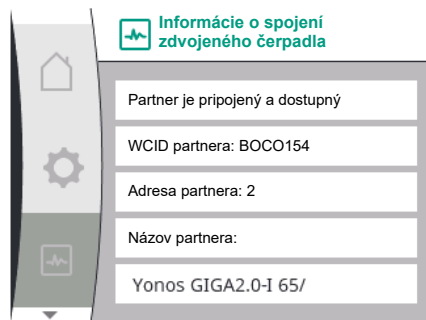 Informácie o spojení
zdvojeného čerpadla
Partner je pripojený a dostupný
WCID partnera: BOCO154
Adresa partnera: 2
Názov partnera:
Yonos GIGA2.0-I 65/